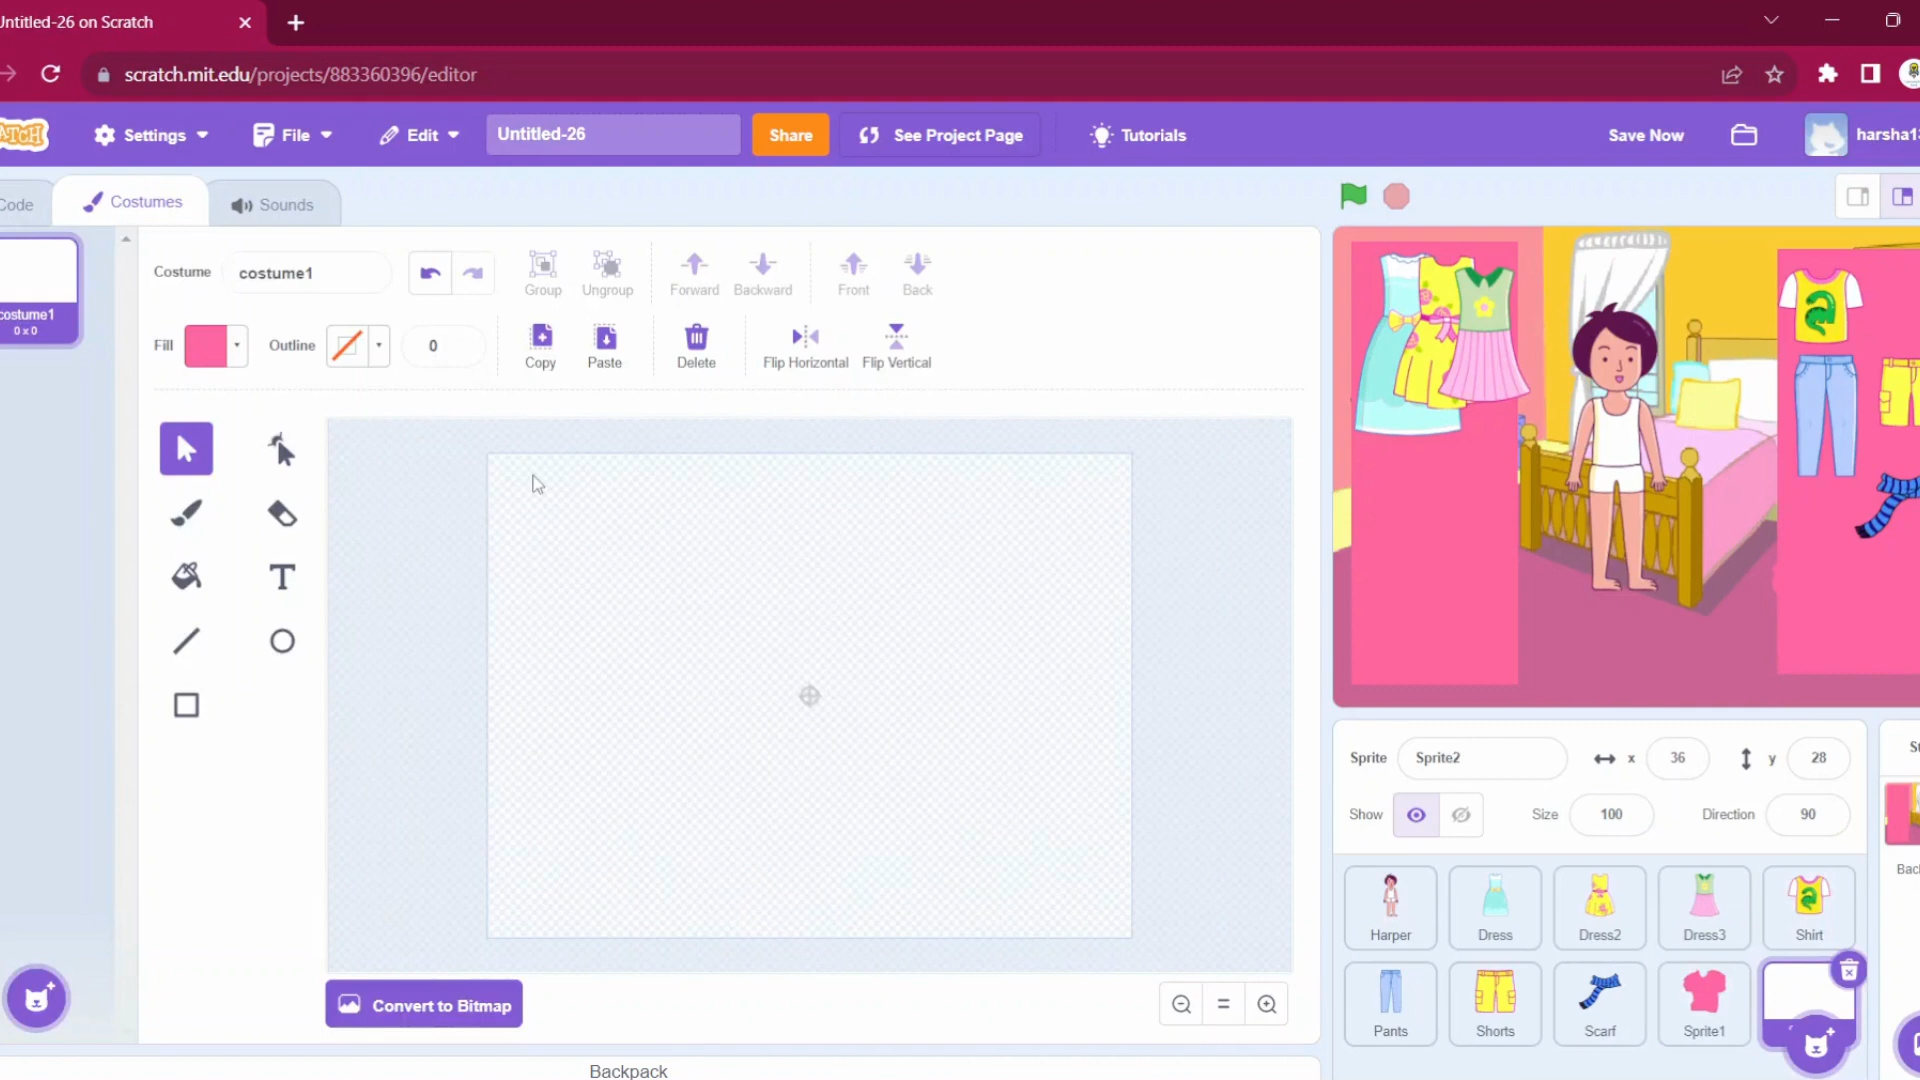 Untitled-26 on Scratch
scratch.mit.edu/projects/883360396/editor
Settings
File
Edit
Untitled-26
Share
See Project Page
Tutorials
Save Now
harsha1
Code
Costumes
Sounds
Costume
costume1
Group
Ungroup
Forward
Backward
Front
Back
Fill
Outline
0
Copy
Paste
Delete
Flip Horizontal
Flip Vertical
costume1
0 x 0
T
Convert to Bitmap
=
Backpack
Sprite
Sprite2
x
36
y
28
Show
Size
100
Direction
90
Harper
Dress
Dress2
Dress3
Shirt
Pants
Shorts
Scarf
Sprite1